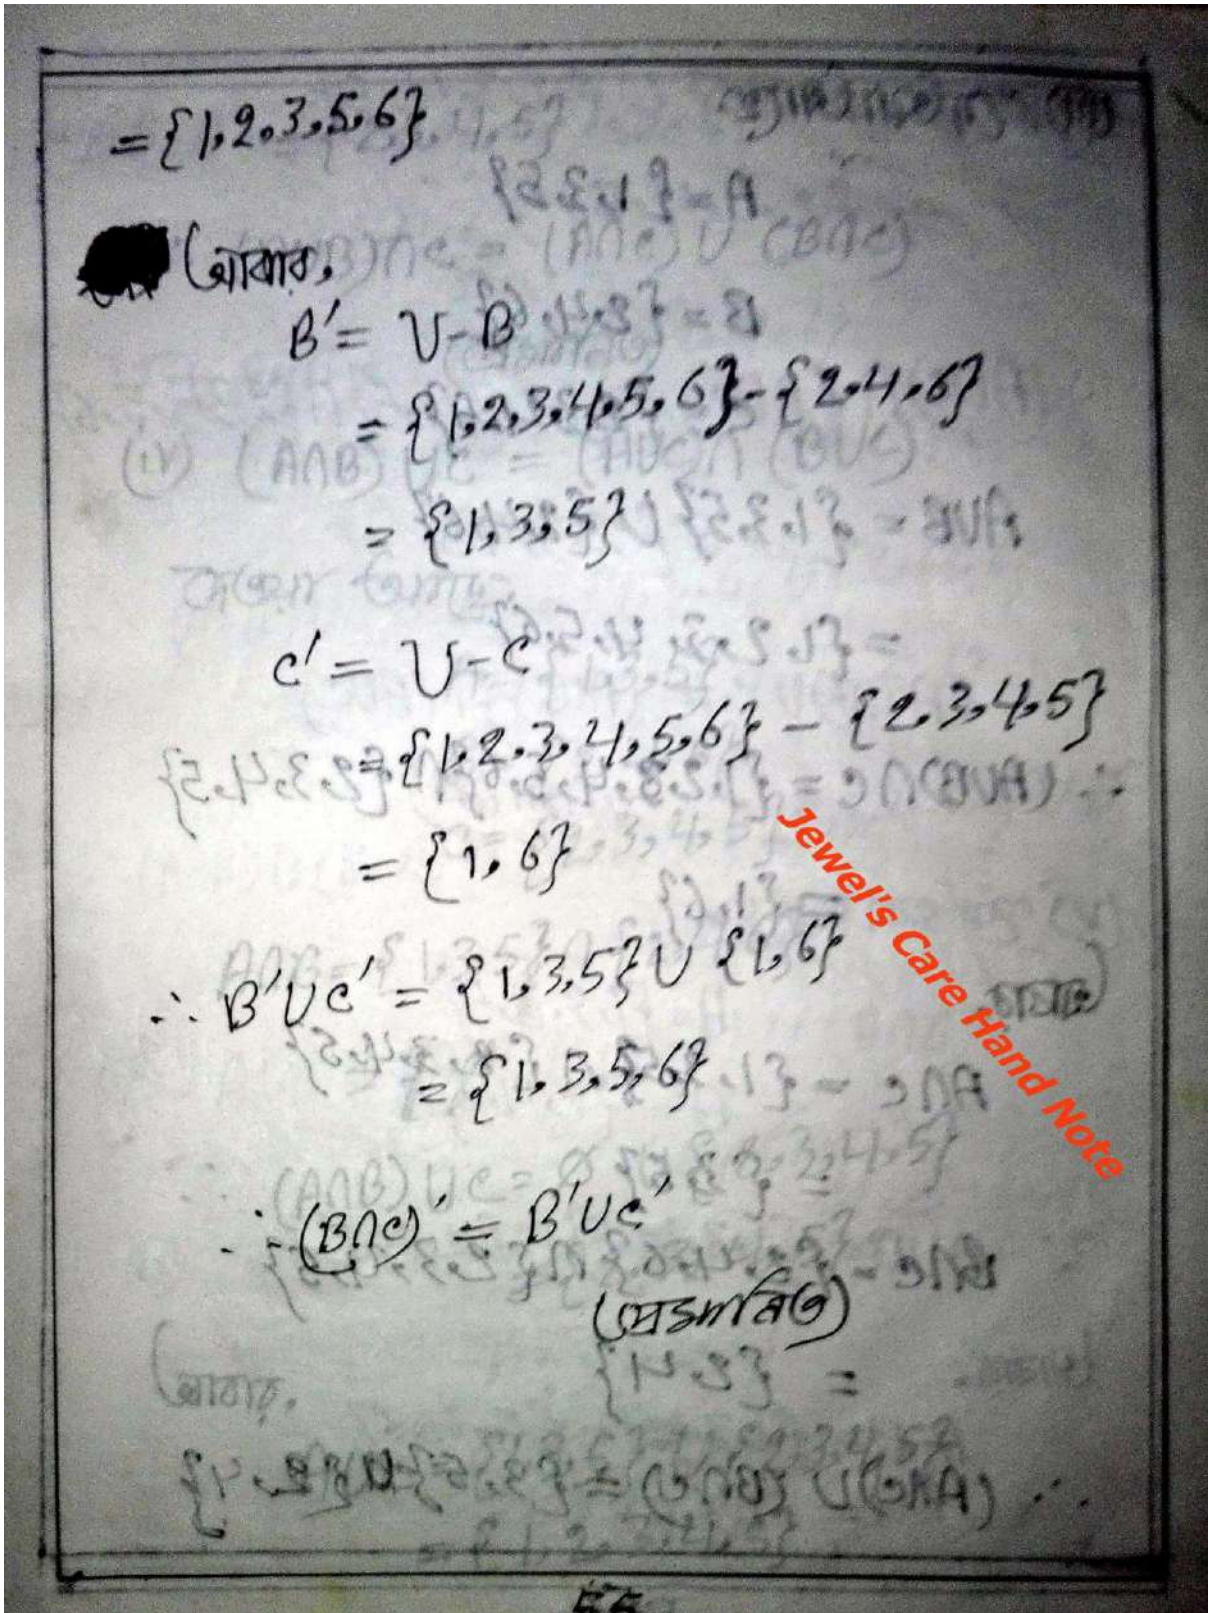 = {1,2,3,5,6}
আবার,
B′ = U - B
= {1,2,3,4,5,6} - {2,4,6}
= {1,3,5}
C′ = U - C
= {1,2,3,4,5,6} - {2,3,4,5}
= {1,6}
∴ B′∪C′ = {1,3,5} ∪ {1,6}
= {1,3,5,6}
∴ (B∩C)′ = B′∪C′
(প্রমাণিত)
Jewel's Care Hand Note